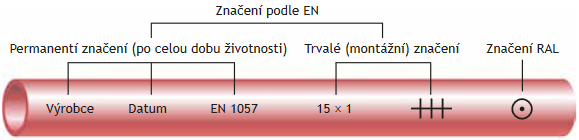 Značení podle EN
Permanentí značení (po celou dobu životnosti) Trvalé (montážní) značení Značení RAL
Výrobce Datum EN 1057 15 × 1